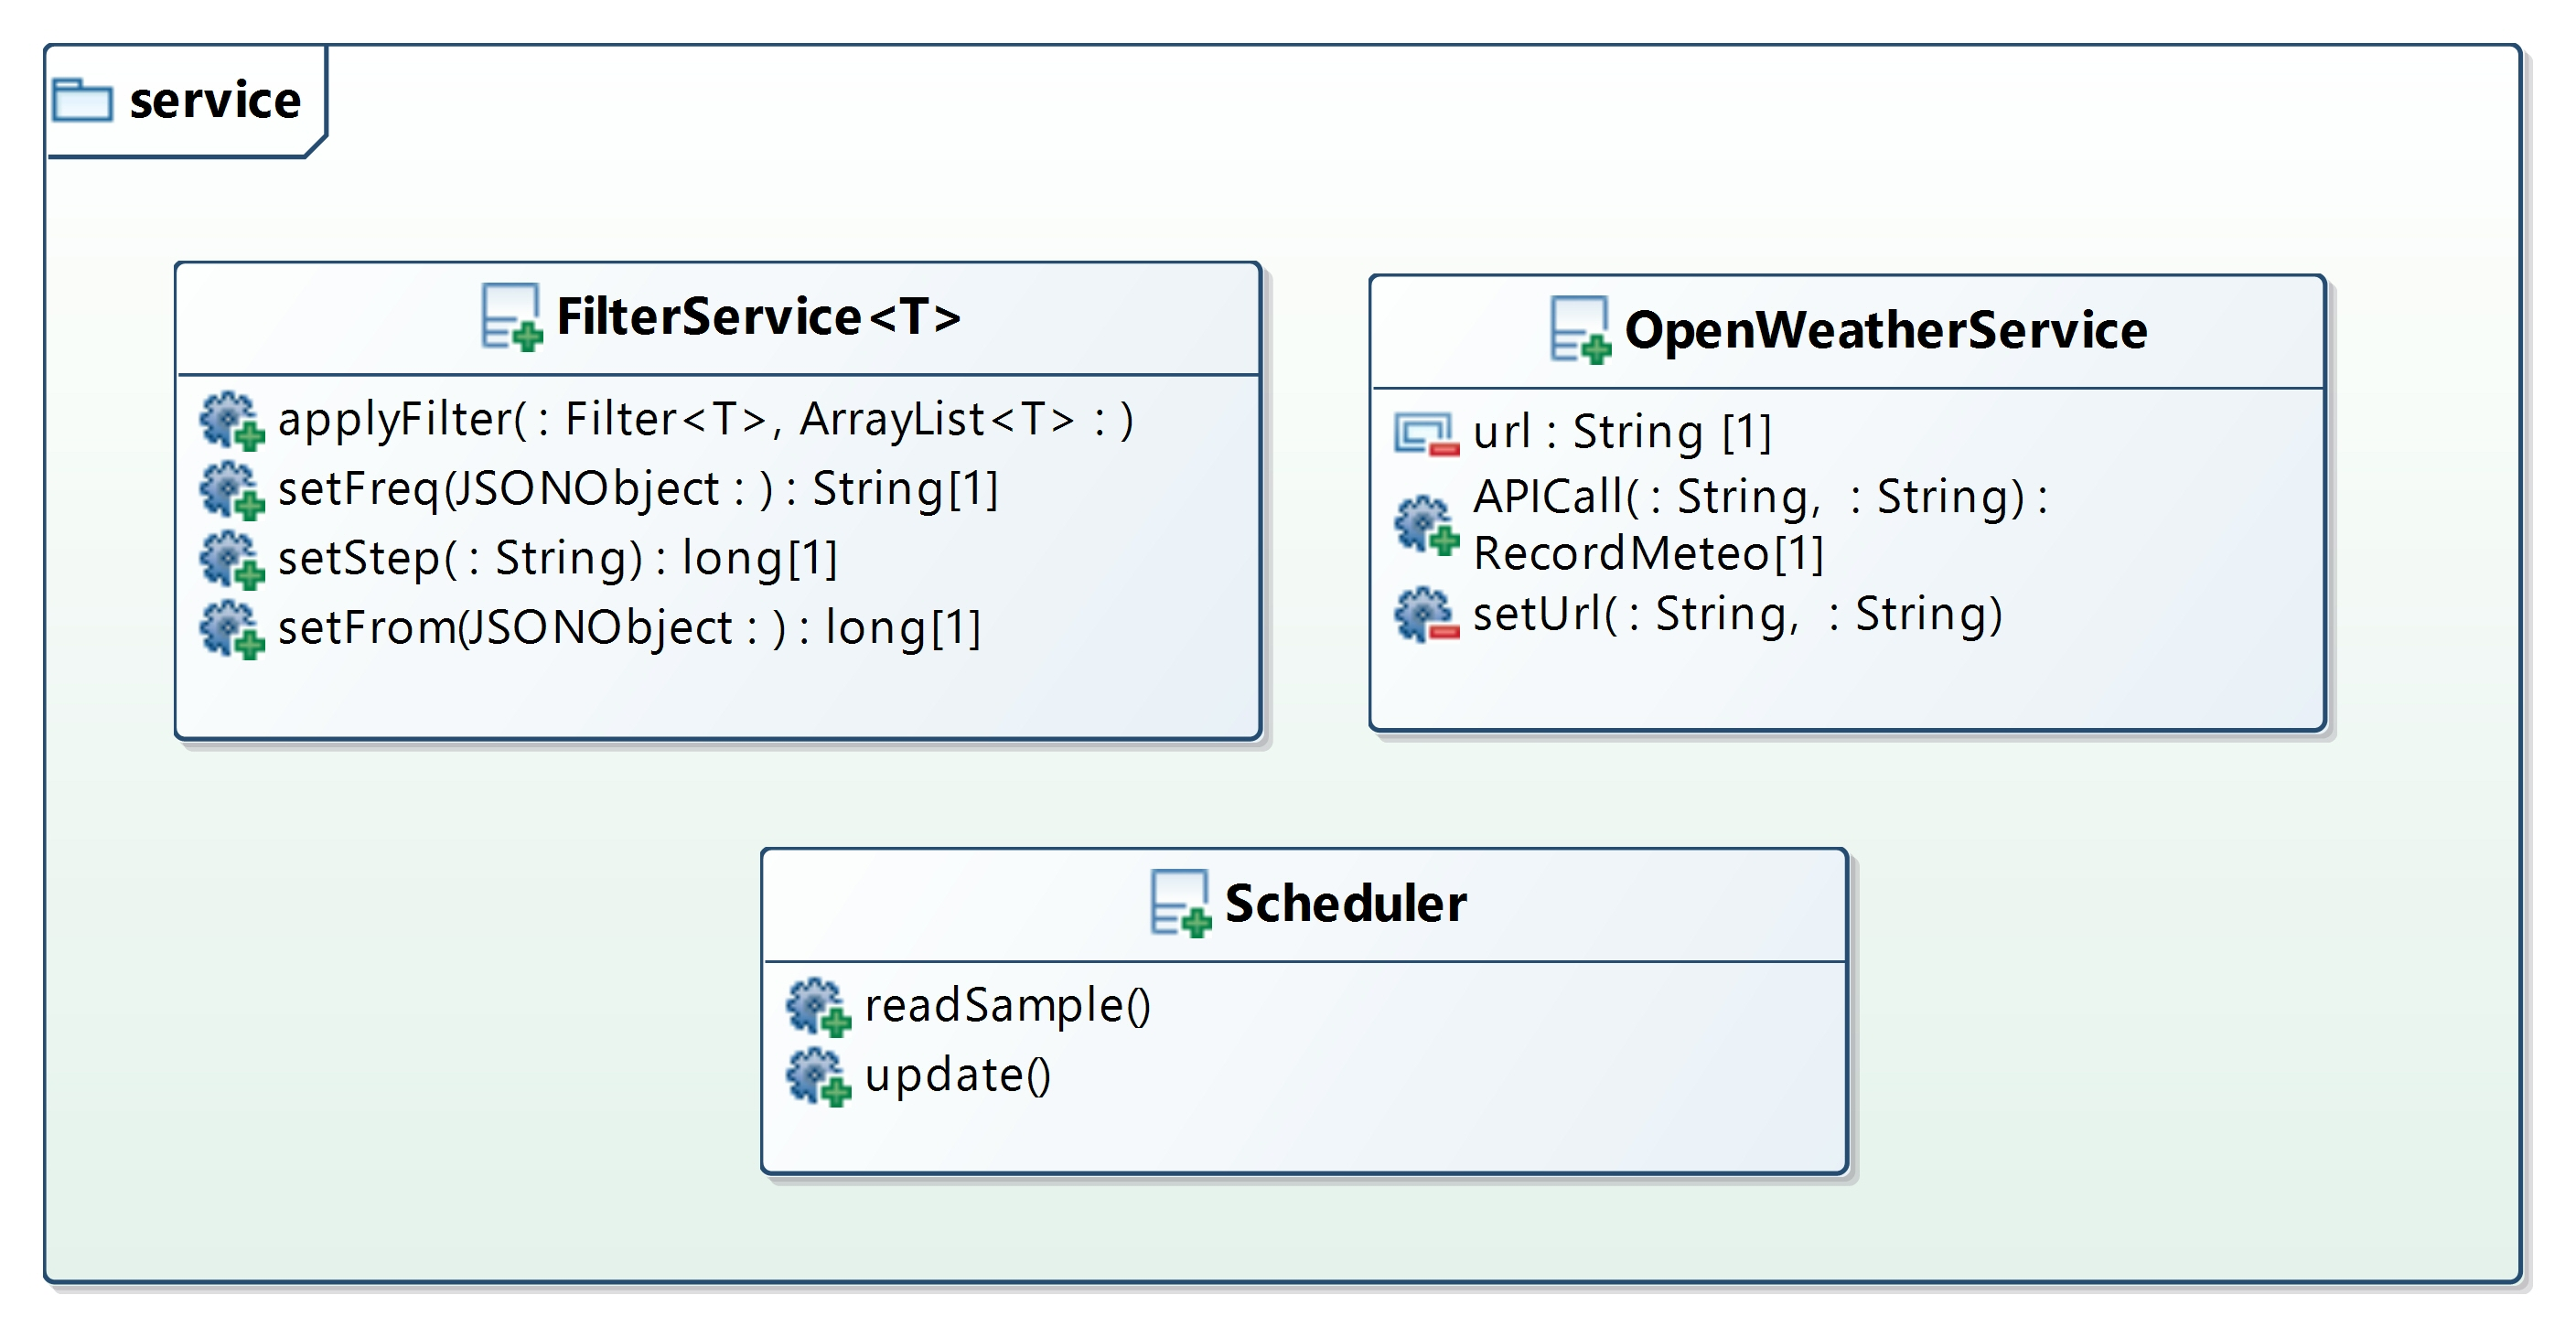 service
FilterService<T>
applyFilter( : Filter<T>, ArrayList<T> : )
setFreq(JSONObject : ) : String[1]
setStep( : String) : long[1]
setFrom(JSONObject : ) : long[1]
OpenWeatherService
url : String [1]
APICall( : String,  : String) :
RecordMeteo[1]
setUrl( : String,  : String)
Scheduler
readSample()
update()